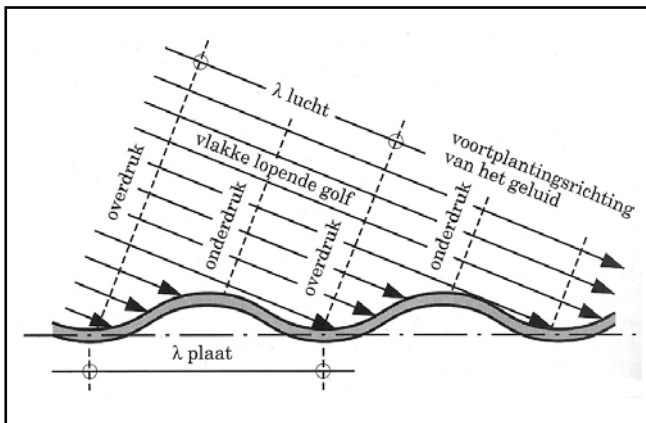 λ lucht
vlakke lopende golf
voortplantingsrichting
van het geluid
overdruk
onderdruk
overdruk
onderdruk
λ plaat